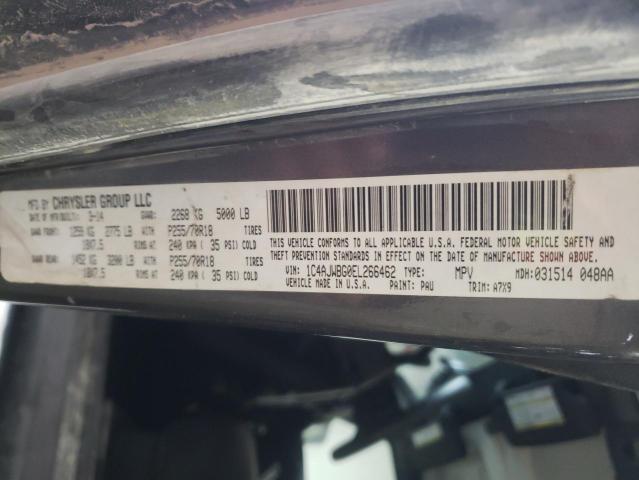 MFD BY: CHRYSLER GROUP LLC
DATE OF MFR: 3-14 GVWR: 2268 KG 5000 LB
GAWR FRONT: 1259 KG 2775 LB WITH P255/70R18 TIRES
18X7.5 RIMS AT 240 KPA ( 35 PSI) COLD
GAWR REAR: 1452 KG 3200 LB WITH P255/70R18 TIRES
18X7.5 RIMS AT 240 KPA ( 35 PSI) COLD
THIS VEHICLE CONFORMS TO ALL APPLICABLE U.S.A. FEDERAL MOTOR VEHICLE SAFETY AND
THEFT PREVENTION STANDARDS IN EFFECT ON THE DATE OF MANUFACTURE SHOWN ABOVE.
VIN: 1C4AJWBG0EL266462 TYPE: MPV MDH: 031514 048AA
VEHICLE MADE IN U.S.A. PAINT: PAU TRIM: A7X9